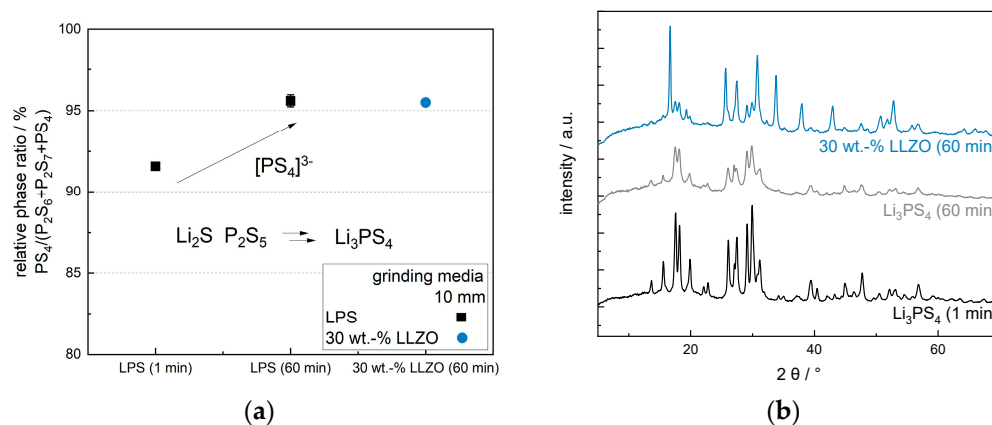 relative phase ratio / %
PS₄/(P₂S₆+P₂S₇+PS₄)
100
95
90
85
80
[PS₄]³⁻
Li₂S P₂S₅ Li₃PS₄
grinding media
10 mm
LPS
30 wt.-% LLZO
LPS (1 min) LPS (60 min) 30 wt.-% LLZO (60 min)
(a)
intensity / a.u.
30 wt.-% LLZO (60 min)
Li₃PS₄ (60 min)
Li₃PS₄ (1 min)
20 40 60
2 θ / °
(b)